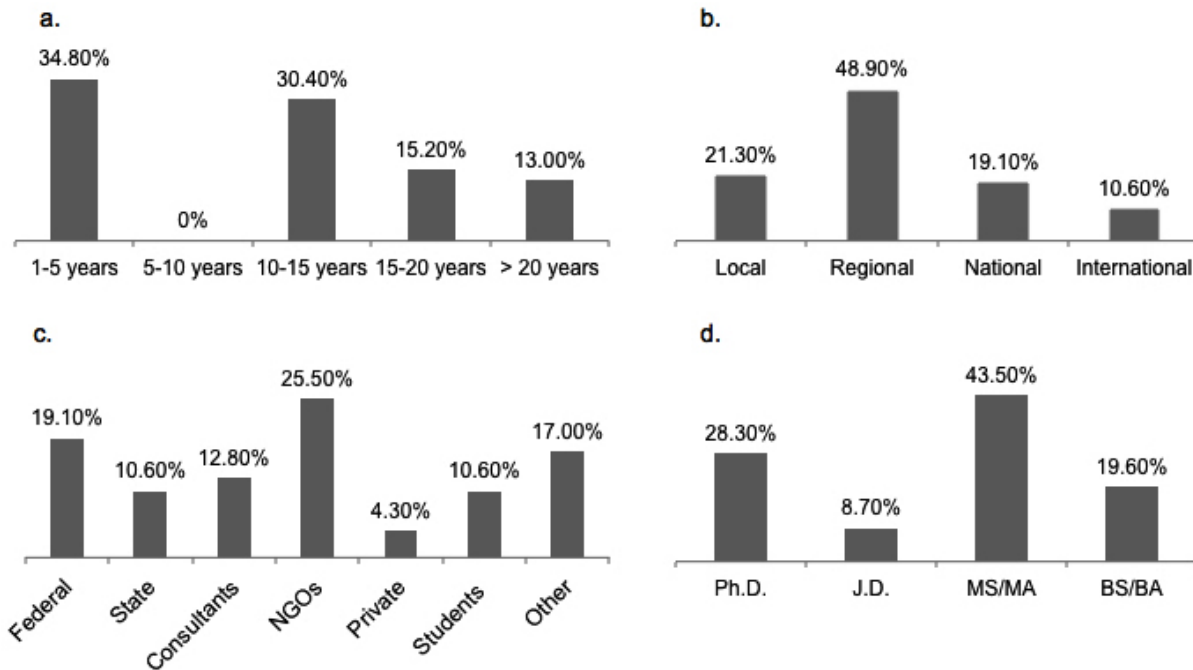 a.
34.80%
0%
30.40%
15.20%
13.00%
1-5 years 5-10 years 10-15 years 15-20 years > 20 years
b.
21.30%
48.90%
19.10%
10.60%
Local Regional National International
c.
19.10%
10.60%
12.80%
25.50%
4.30%
10.60%
17.00%
Federal
State
Consultants
NGOs
Private
Students
Other
d.
28.30%
8.70%
43.50%
19.60%
Ph.D. J.D. MS/MA BS/BA